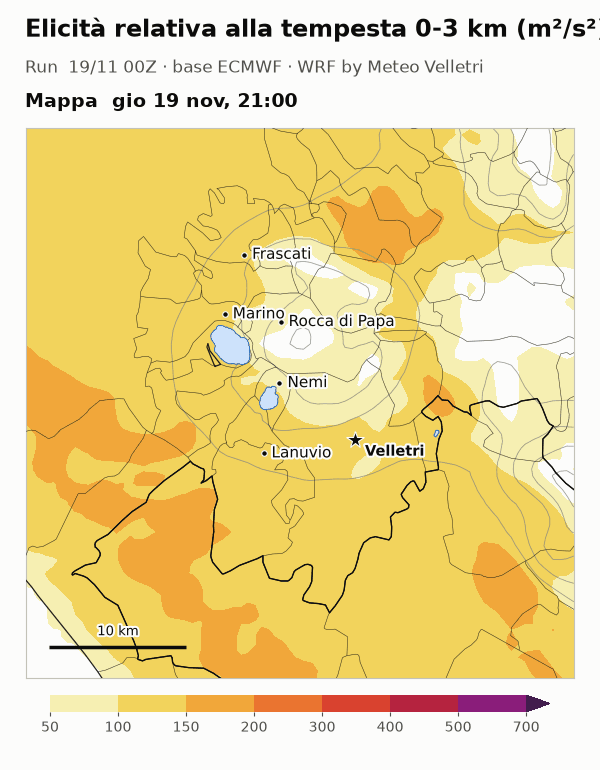 Elicità relativa alla tempesta 0-3 km (m²/s²)
Run 19/11 00Z · base ECMWF · WRF by Meteo Velletri
Mappa gio 19 nov, 21:00
Frascati
Marino
Rocca di Papa
Nemi
Velletri
Lanuvio
10 km
50 100 150 200 300 400 500 700